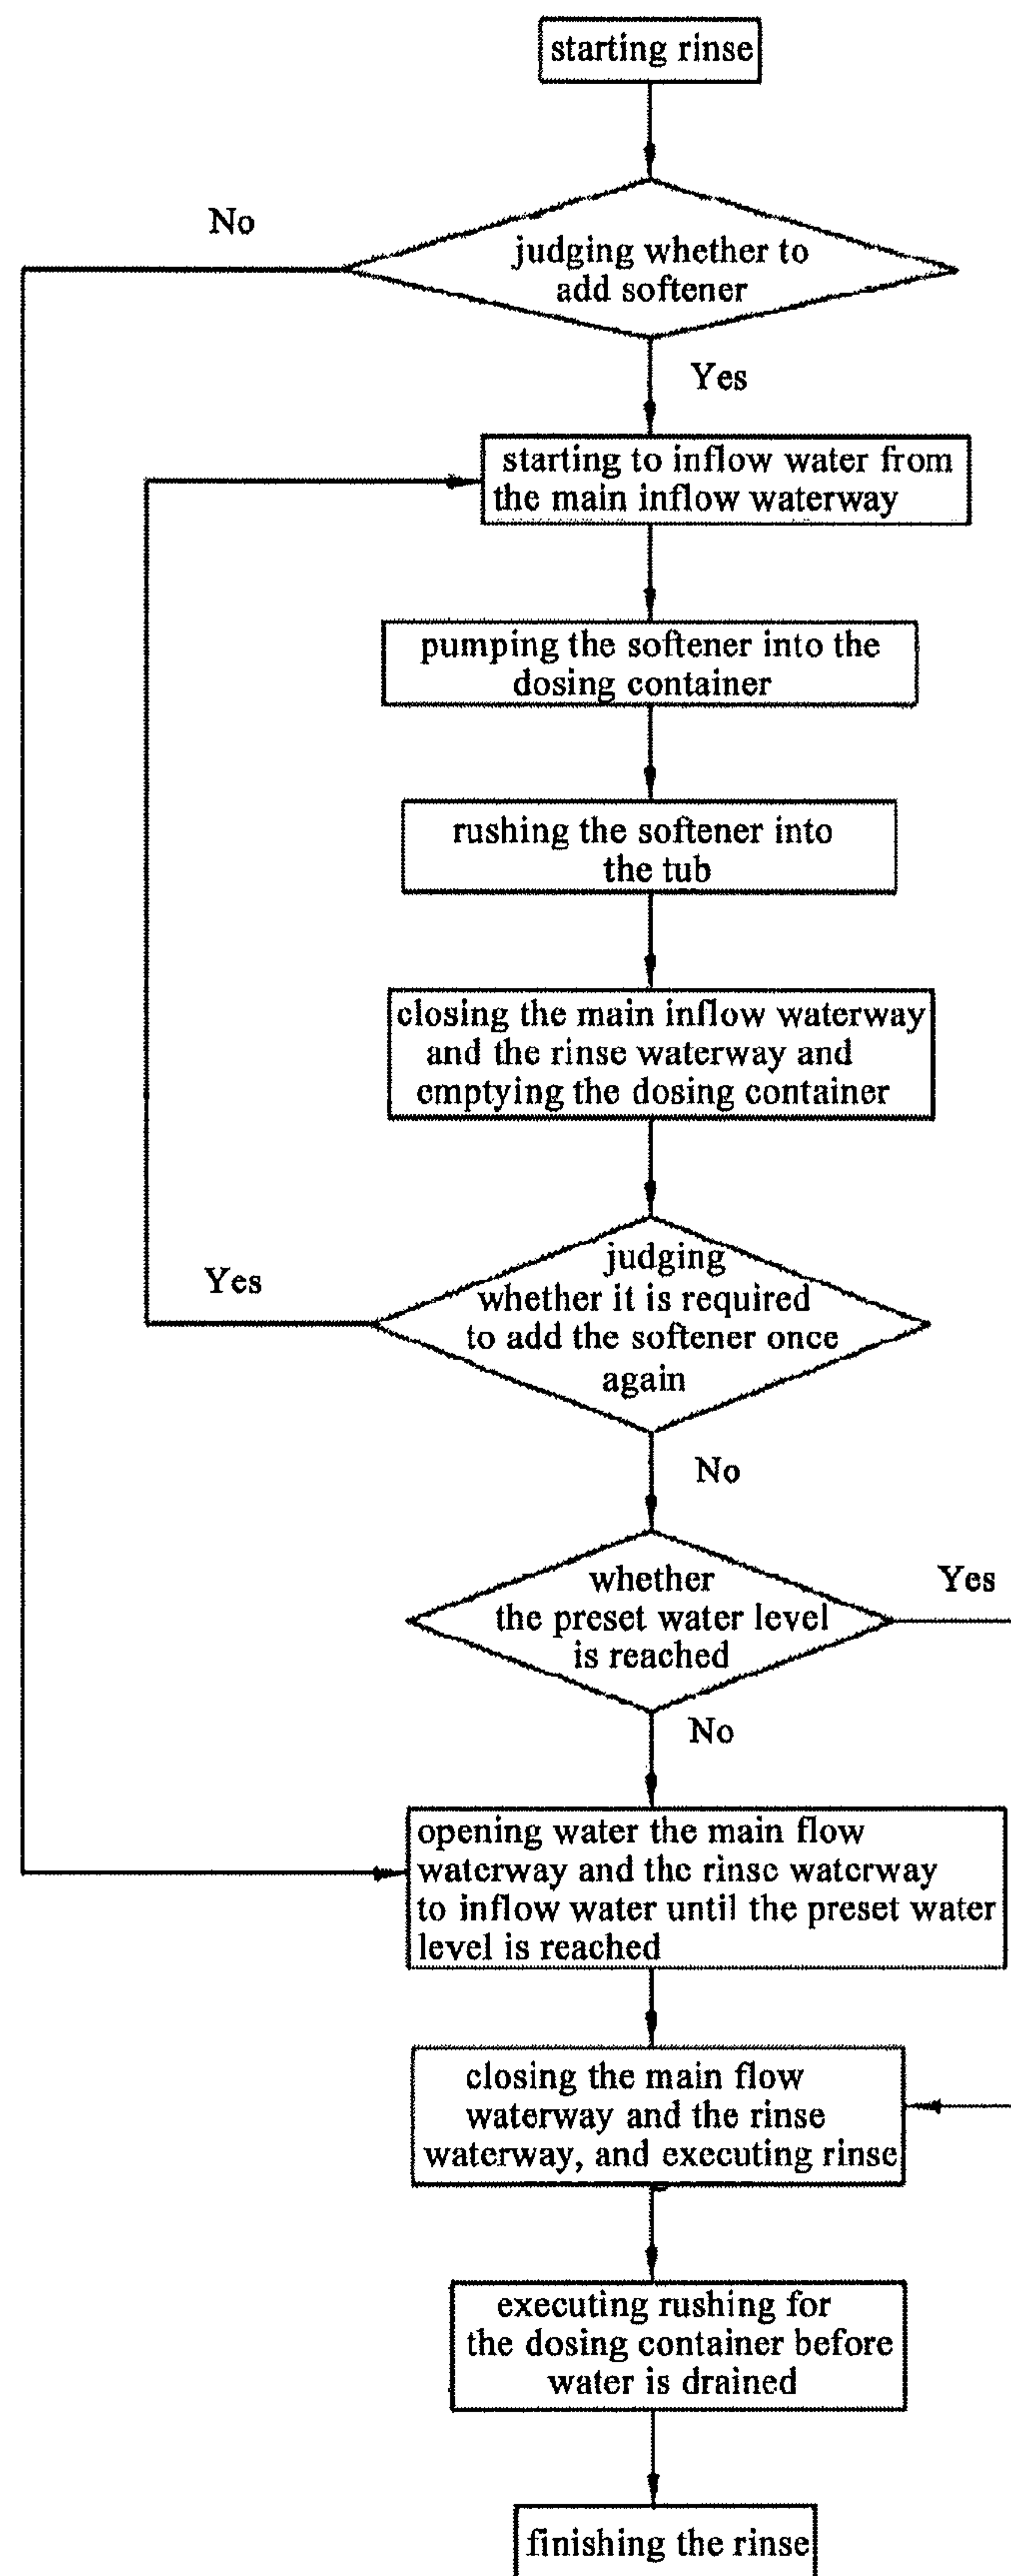 starting rinse
No
judging whether to
add softener
Yes
starting to inflow water from
the main inflow waterway
pumping the softener into the
dosing container
rushing the softener into
the tub
closing the main inflow waterway
and the rinse waterway and
emptying the dosing container
judging
whether it is required
to add the softener once
again
Yes
No
whether
the preset water level
is reached
Yes
No
opening water the main flow
waterway and the rinse waterway
to inflow water until the preset water
level is reached
closing the main flow
waterway and the rinse
waterway, and executing rinse
executing rushing for
the dosing container before
water is drained
finishing the rinse